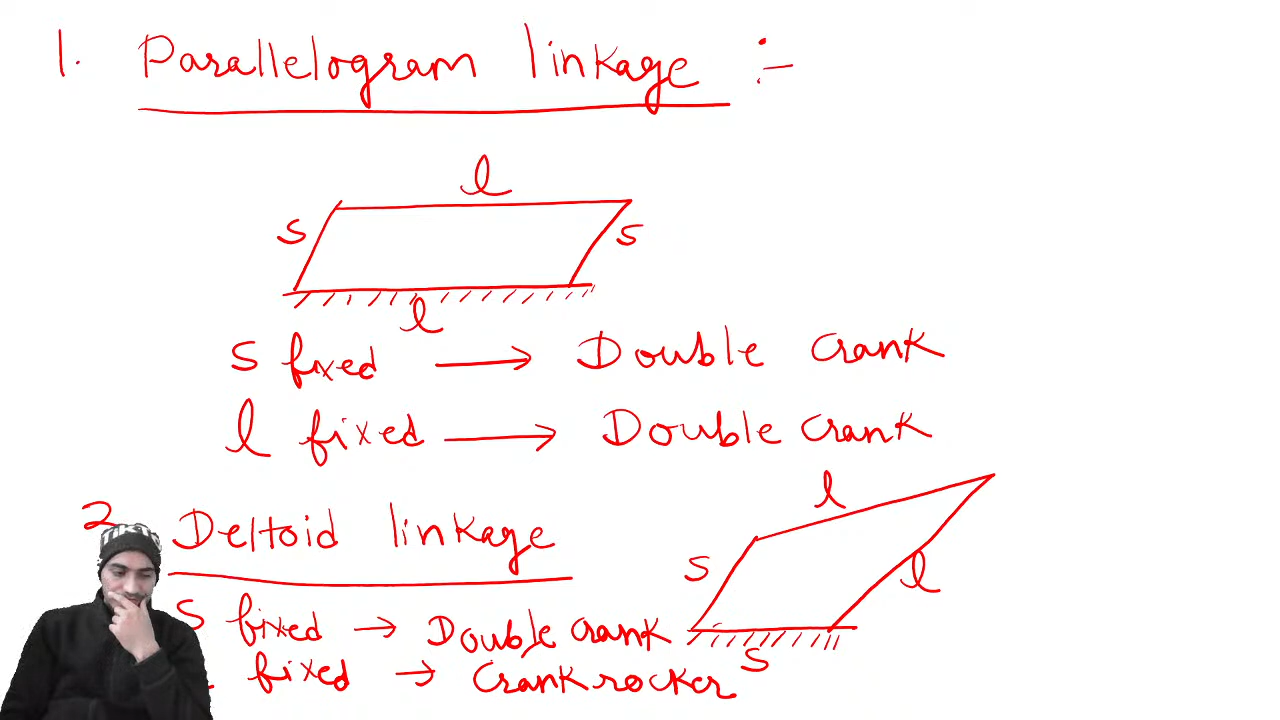 1. Parallelogram linkage :-
l
s s
l
s fixed → Double crank
l fixed → Double crank
2. Deltoid linkage
l
s
l
s fixed → Double crank
s
fixed → Crank rocker